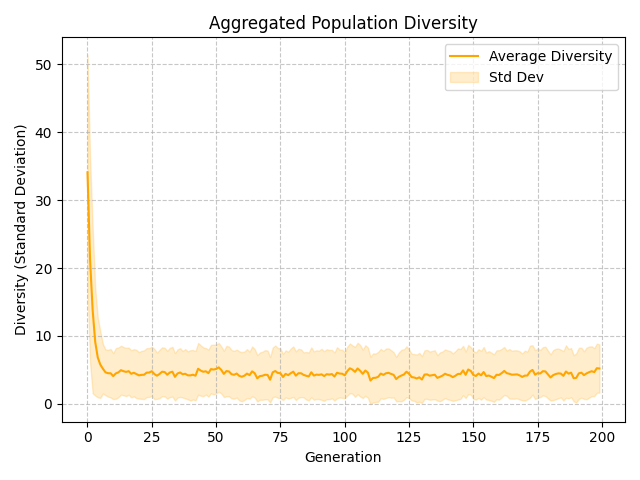 Aggregated Population Diversity
Average Diversity
Std Dev
Diversity (Standard Deviation)
50
40
30
20
10
0
0 25 50 75 100 125 150 175 200
Generation